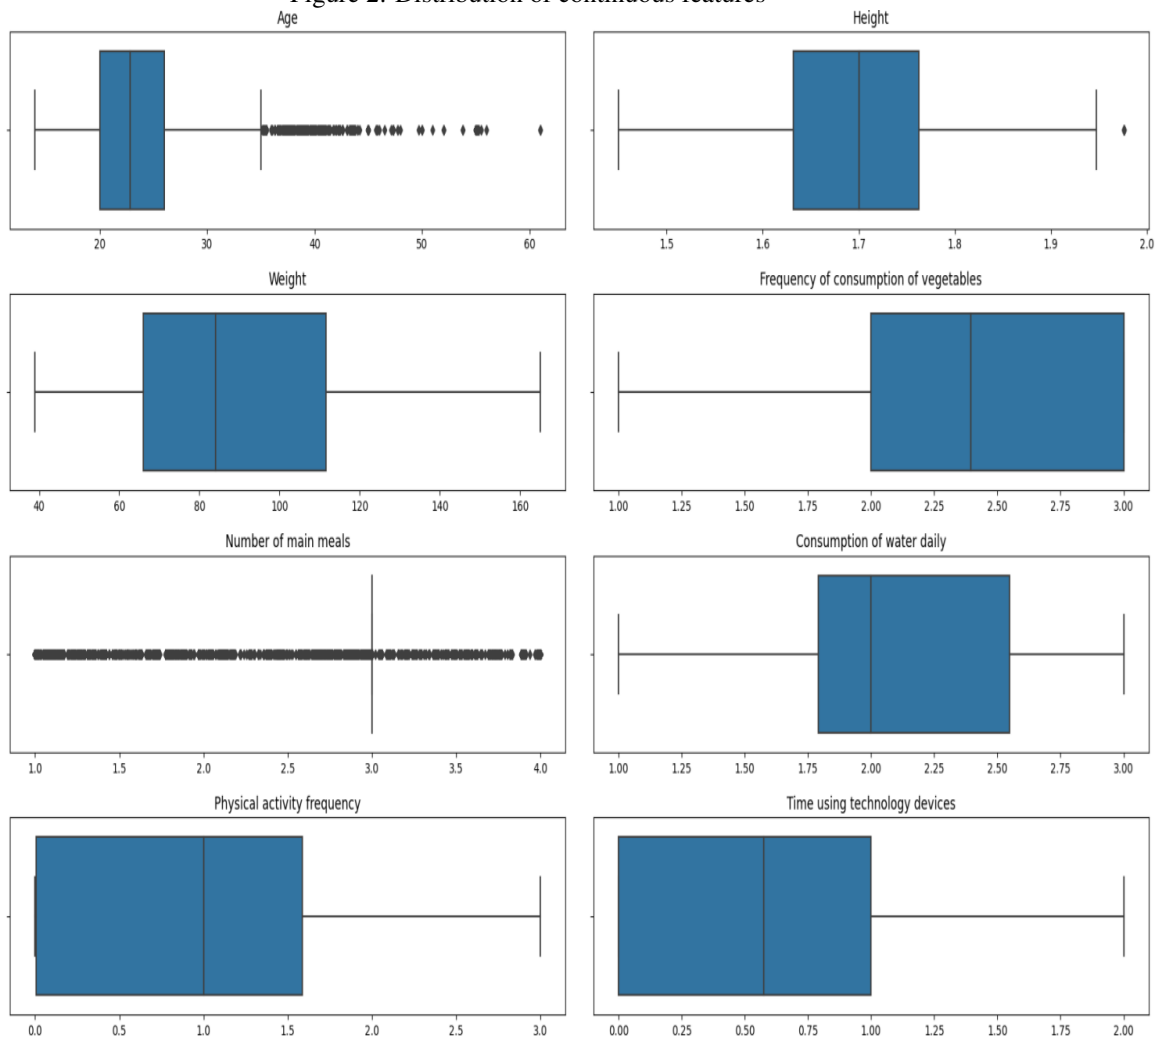 Figure 2: Distribution of continuous features
Age
Height
20 30 40 50 60
1.5 1.6 1.7 1.8 1.9 2.0
Weight
Frequency of consumption of vegetables
40 60 80 100 120 140 160
1.00 1.25 1.50 1.75 2.00 2.25 2.50 2.75 3.00
Number of main meals
Consumption of water daily
1.0 1.5 2.0 2.5 3.0 3.5 4.0
1.00 1.25 1.50 1.75 2.00 2.25 2.50 2.75 3.00
Physical activity frequency
Time using technology devices
0.0 0.5 1.0 1.5 2.0 2.5 3.0
0.00 0.25 0.50 0.75 1.00 1.25 1.50 1.75 2.00